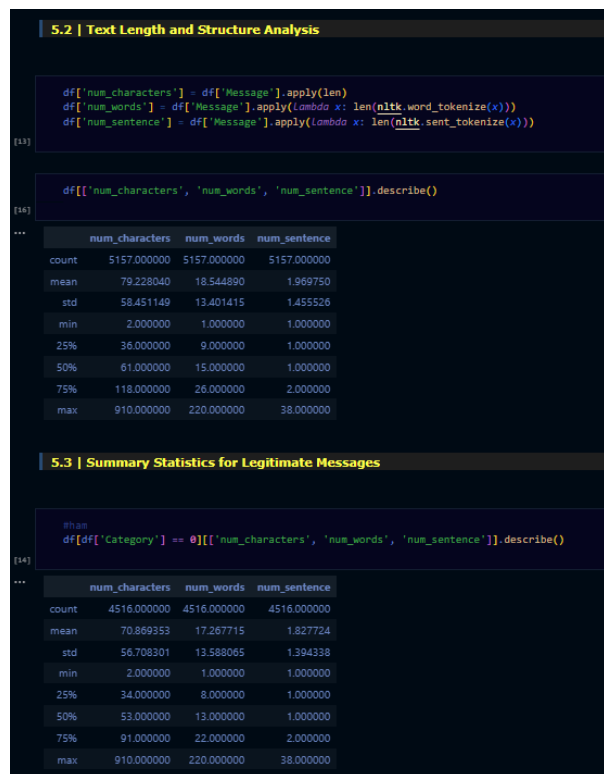 5.2 | Text Length and Structure Analysis
df['num_characters'] = df['Message'].apply(len)
df['num_words'] = df['Message'].apply(lambda x: len(nltk.word_tokenize(x)))
df['num_sentence'] = df['Message'].apply(lambda x: len(nltk.sent_tokenize(x)))
[13]
df[['num_characters', 'num_words', 'num_sentence']].describe()
[16]
...
num_characters num_words num_sentence
count 5157.000000 5157.000000 5157.000000
mean 79.228040 18.544890 1.969750
std 58.451149 13.401415 1.455526
min 2.000000 1.000000 1.000000
25% 36.000000 9.000000 1.000000
50% 61.000000 15.000000 1.000000
75% 118.000000 26.000000 2.000000
max 910.000000 220.000000 38.000000
5.3 | Summary Statistics for Legitimate Messages
#ham
df[df['Category'] == 0][['num_characters', 'num_words', 'num_sentence']].describe()
[14]
...
num_characters num_words num_sentence
count 4516.000000 4516.000000 4516.000000
mean 70.869353 17.267715 1.827724
std 56.708301 13.588065 1.394338
min 2.000000 1.000000 1.000000
25% 34.000000 8.000000 1.000000
50% 53.000000 13.000000 1.000000
75% 91.000000 22.000000 2.000000
max 910.000000 220.000000 38.000000